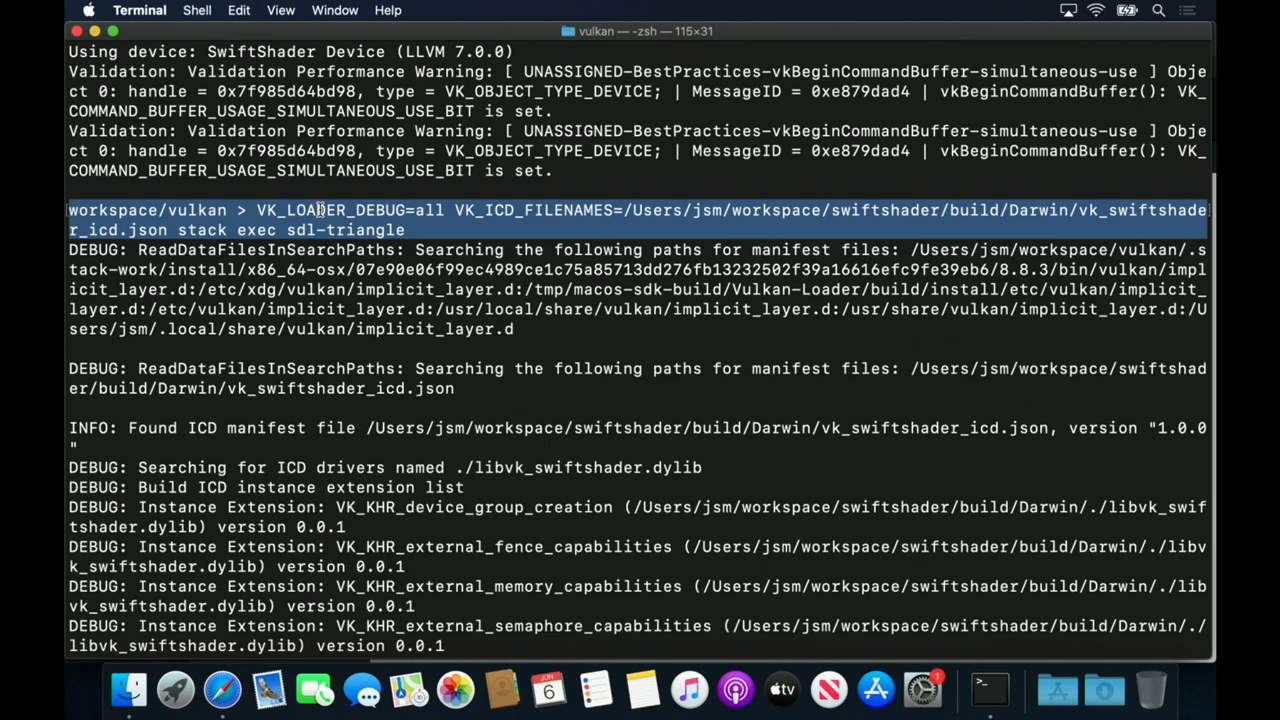 Terminal Shell Edit View Window Help
vulkan — -zsh — 115×31
Using device: SwiftShader Device (LLVM 7.0.0)
Validation: Validation Performance Warning: [ UNASSIGNED-BestPractices-vkBeginCommandBuffer-simultaneous-use ] Obje
ct 0: handle = 0x7f985d64bd98, type = VK_OBJECT_TYPE_DEVICE; | MessageID = 0xe879dad4 | vkBeginCommandBuffer(): VK_
COMMAND_BUFFER_USAGE_SIMULTANEOUS_USE_BIT is set.
Validation: Validation Performance Warning: [ UNASSIGNED-BestPractices-vkBeginCommandBuffer-simultaneous-use ] Obje
ct 0: handle = 0x7f985d64bd98, type = VK_OBJECT_TYPE_DEVICE; | MessageID = 0xe879dad4 | vkBeginCommandBuffer(): VK_
COMMAND_BUFFER_USAGE_SIMULTANEOUS_USE_BIT is set.
workspace/vulkan > VK_LOADER_DEBUG=all VK_ICD_FILENAMES=/Users/jsm/workspace/swiftshader/build/Darwin/vk_swiftshade
r_icd.json stack exec sdl-triangle
DEBUG: ReadDataFilesInSearchPaths: Searching the following paths for manifest files: /Users/jsm/workspace/vulkan/.s
tack-work/install/x86_64-osx/07e90e06f99ec4989ce1c75a85713dd276fb13232502f39a16616efc9fe39eb6/8.8.3/bin/vulkan/impl
icit_layer.d:/etc/xdg/vulkan/implicit_layer.d:/tmp/macos-sdk-build/Vulkan-Loader/build/install/etc/vulkan/implicit_
layer.d:/etc/vulkan/implicit_layer.d:/usr/local/share/vulkan/implicit_layer.d:/usr/share/vulkan/implicit_layer.d:/U
sers/jsm/.local/share/vulkan/implicit_layer.d
DEBUG: ReadDataFilesInSearchPaths: Searching the following paths for manifest files: /Users/jsm/workspace/swiftshad
er/build/Darwin/vk_swiftshader_icd.json
INFO: Found ICD manifest file /Users/jsm/workspace/swiftshader/build/Darwin/vk_swiftshader_icd.json, version "1.0.0
"
DEBUG: Searching for ICD drivers named ./libvk_swiftshader.dylib
DEBUG: Build ICD instance extension list
DEBUG: Instance Extension: VK_KHR_device_group_creation (/Users/jsm/workspace/swiftshader/build/Darwin/./libvk_swif
tshader.dylib) version 0.0.1
DEBUG: Instance Extension: VK_KHR_external_fence_capabilities (/Users/jsm/workspace/swiftshader/build/Darwin/./libv
k_swiftshader.dylib) version 0.0.1
DEBUG: Instance Extension: VK_KHR_external_memory_capabilities (/Users/jsm/workspace/swiftshader/build/Darwin/./lib
vk_swiftshader.dylib) version 0.0.1
DEBUG: Instance Extension: VK_KHR_external_semaphore_capabilities (/Users/jsm/workspace/swiftshader/build/Darwin/./
libvk_swiftshader.dylib) version 0.0.1
JUN
6
tv
1
>_